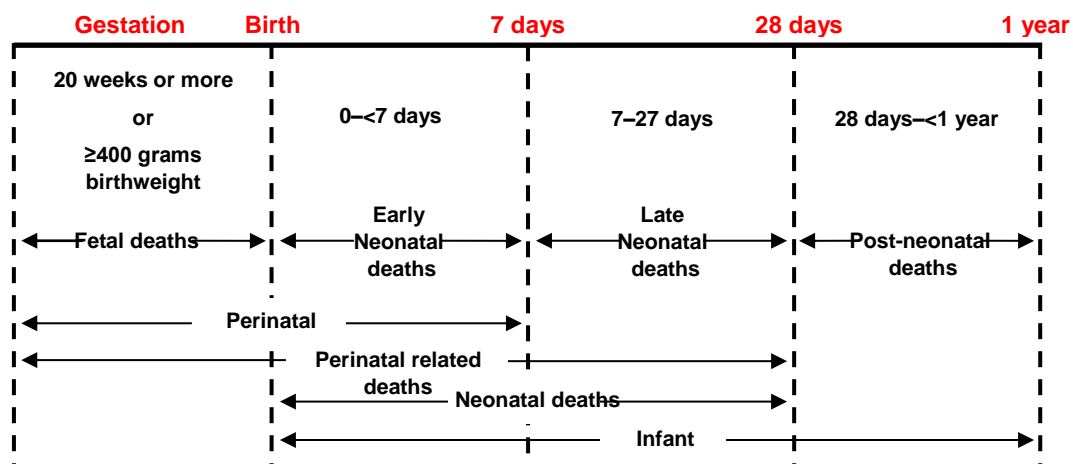 Gestation Birth 7 days 28 days 1 year
20 weeks or more
or
≥400 grams
birthweight
0–<7 days
7–27 days
28 days–<1 year
Fetal deaths
Early
Neonatal
deaths
Late
Neonatal
deaths
Post-neonatal
deaths
Perinatal
Perinatal related
deaths
Neonatal deaths
Infant